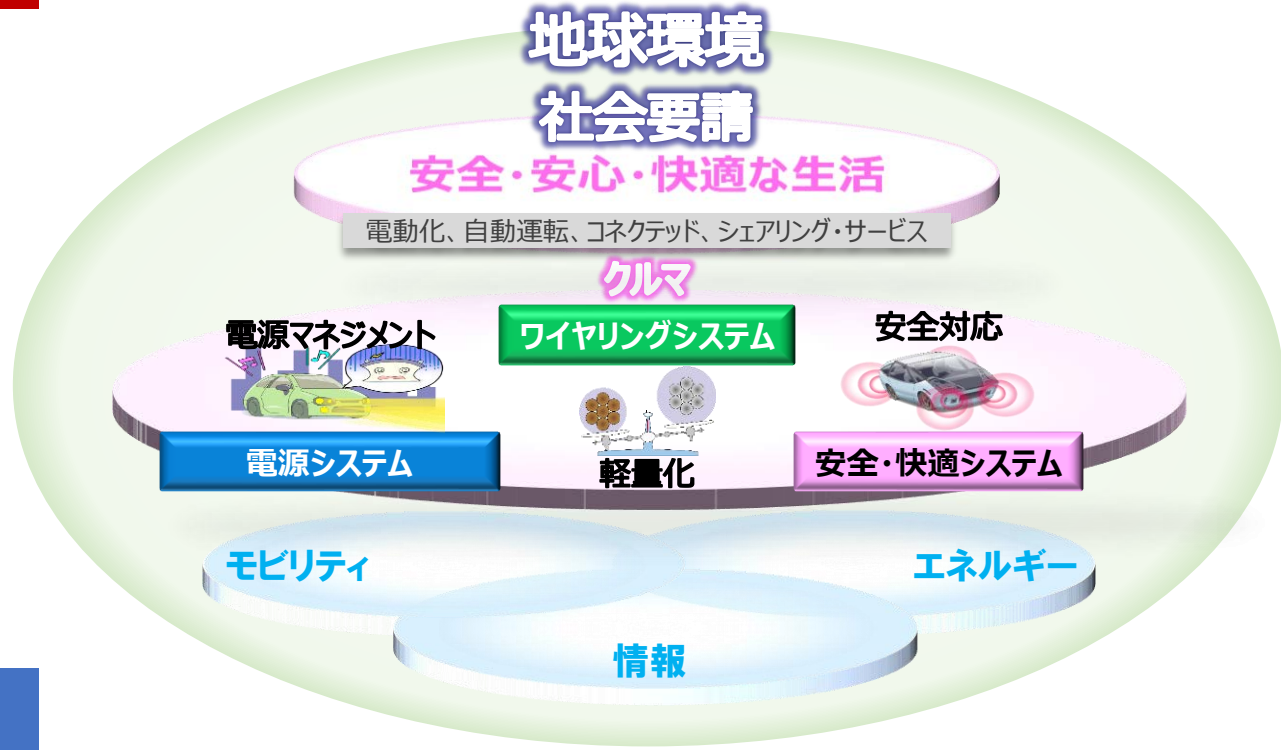 地球環境
社会要請
安全・安心・快適な生活
電動化、自動運転、コネクテッド、シェアリング・サービス
クルマ
電源マネジメント
ワイヤリングシステム
安全対応
電源システム
軽量化
安全・快適システム
モビリティ
エネルギー
情報